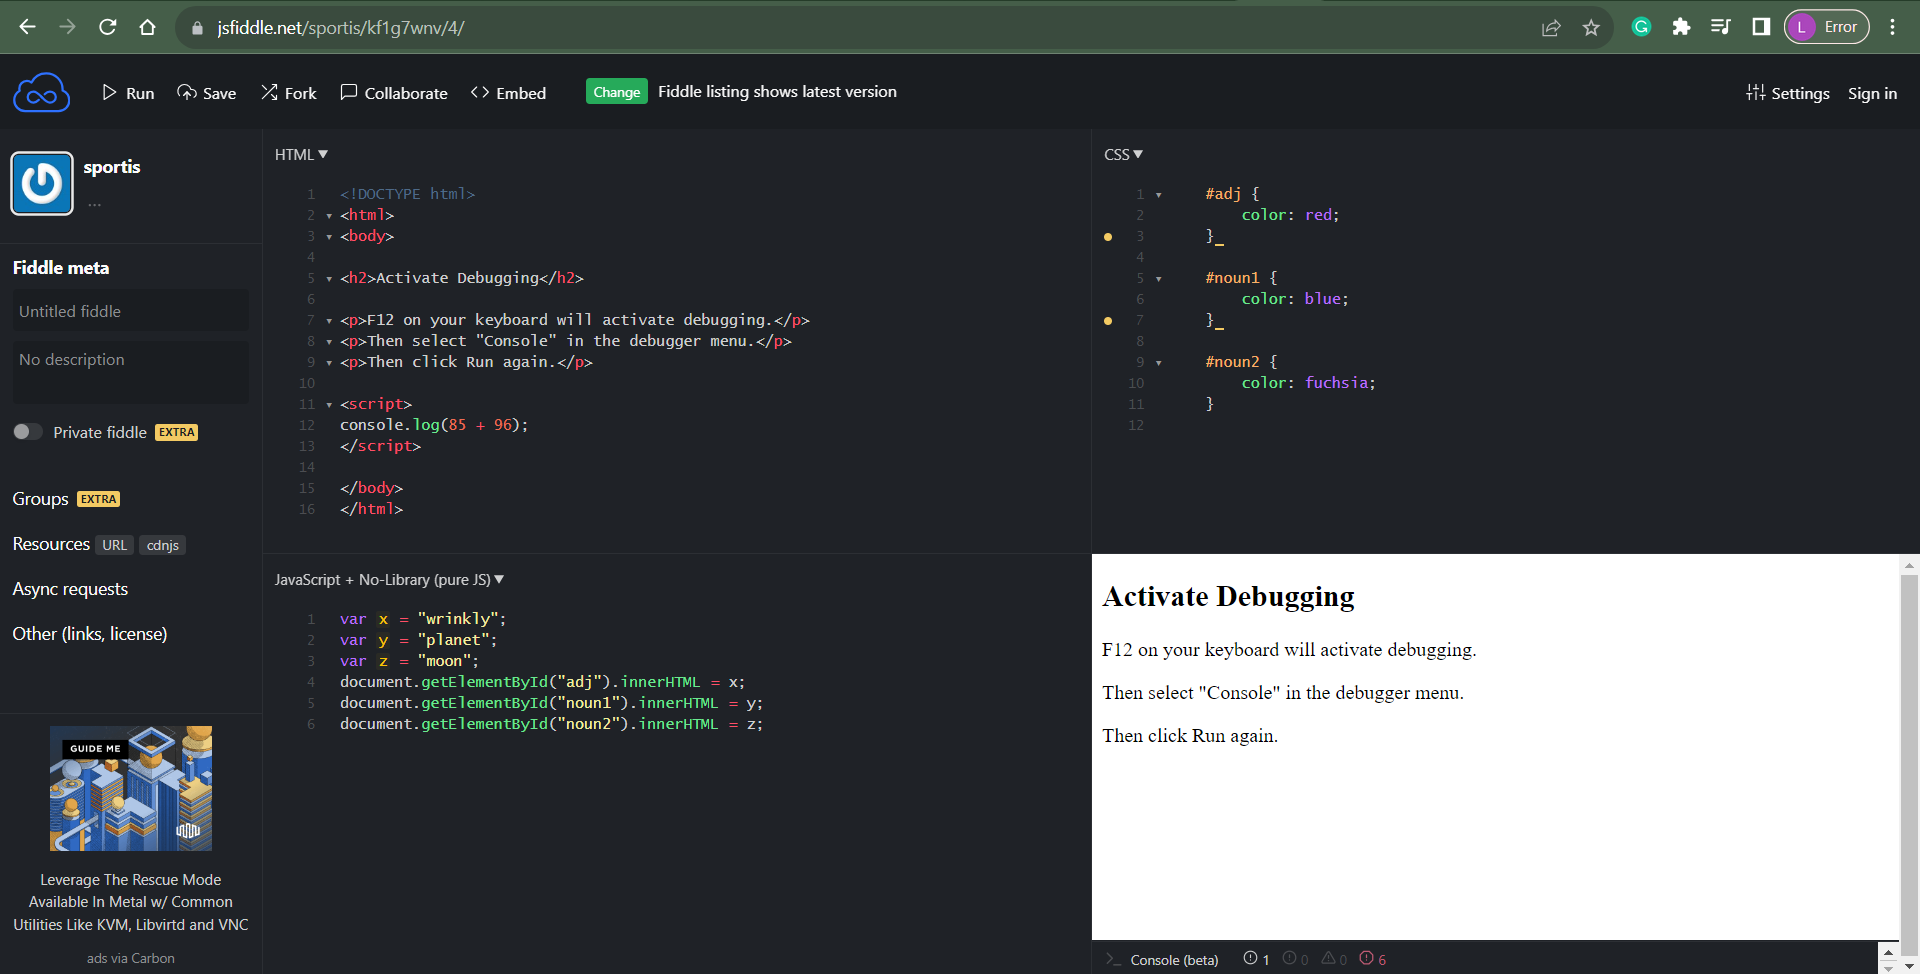 jsfiddle.net/sportis/kf1g7wnv/4/
G
L Error
Run Save Fork Collaborate Embed Change Fiddle listing shows latest version Settings Sign in
sportis
...
Fiddle meta
Untitled fiddle
No description
Private fiddle EXTRA
Groups EXTRA
Resources URL cdnjs
Async requests
Other (links, license)
GUIDE ME
Leverage The Rescue Mode
Available In Metal w/ Common
Utilities Like KVM, Libvirtd and VNC
ads via Carbon
HTML ▼
1 <!DOCTYPE html>
2 ▾ <html>
3 ▾ <body>
4
5 ▾ <h2>Activate Debugging</h2>
6
7 ▾ <p>F12 on your keyboard will activate debugging.</p>
8 ▾ <p>Then select "Console" in the debugger menu.</p>
9 ▾ <p>Then click Run again.</p>
10
11 ▾ <script>
12 console.log(85 + 96);
13 </script>
14
15 </body>
16 </html>
CSS ▼
1 ▾ #adj {
2 color: red;
3 }_
4
5 ▾ #noun1 {
6 color: blue;
7 }_
8
9 ▾ #noun2 {
10 color: fuchsia;
11 }
12
JavaScript + No-Library (pure JS) ▼
1 var x = "wrinkly";
2 var y = "planet";
3 var z = "moon";
4 document.getElementById("adj").innerHTML = x;
5 document.getElementById("noun1").innerHTML = y;
6 document.getElementById("noun2").innerHTML = z;
Activate Debugging
F12 on your keyboard will activate debugging.
Then select "Console" in the debugger menu.
Then click Run again.
>_ Console (beta) 1 0 0 6